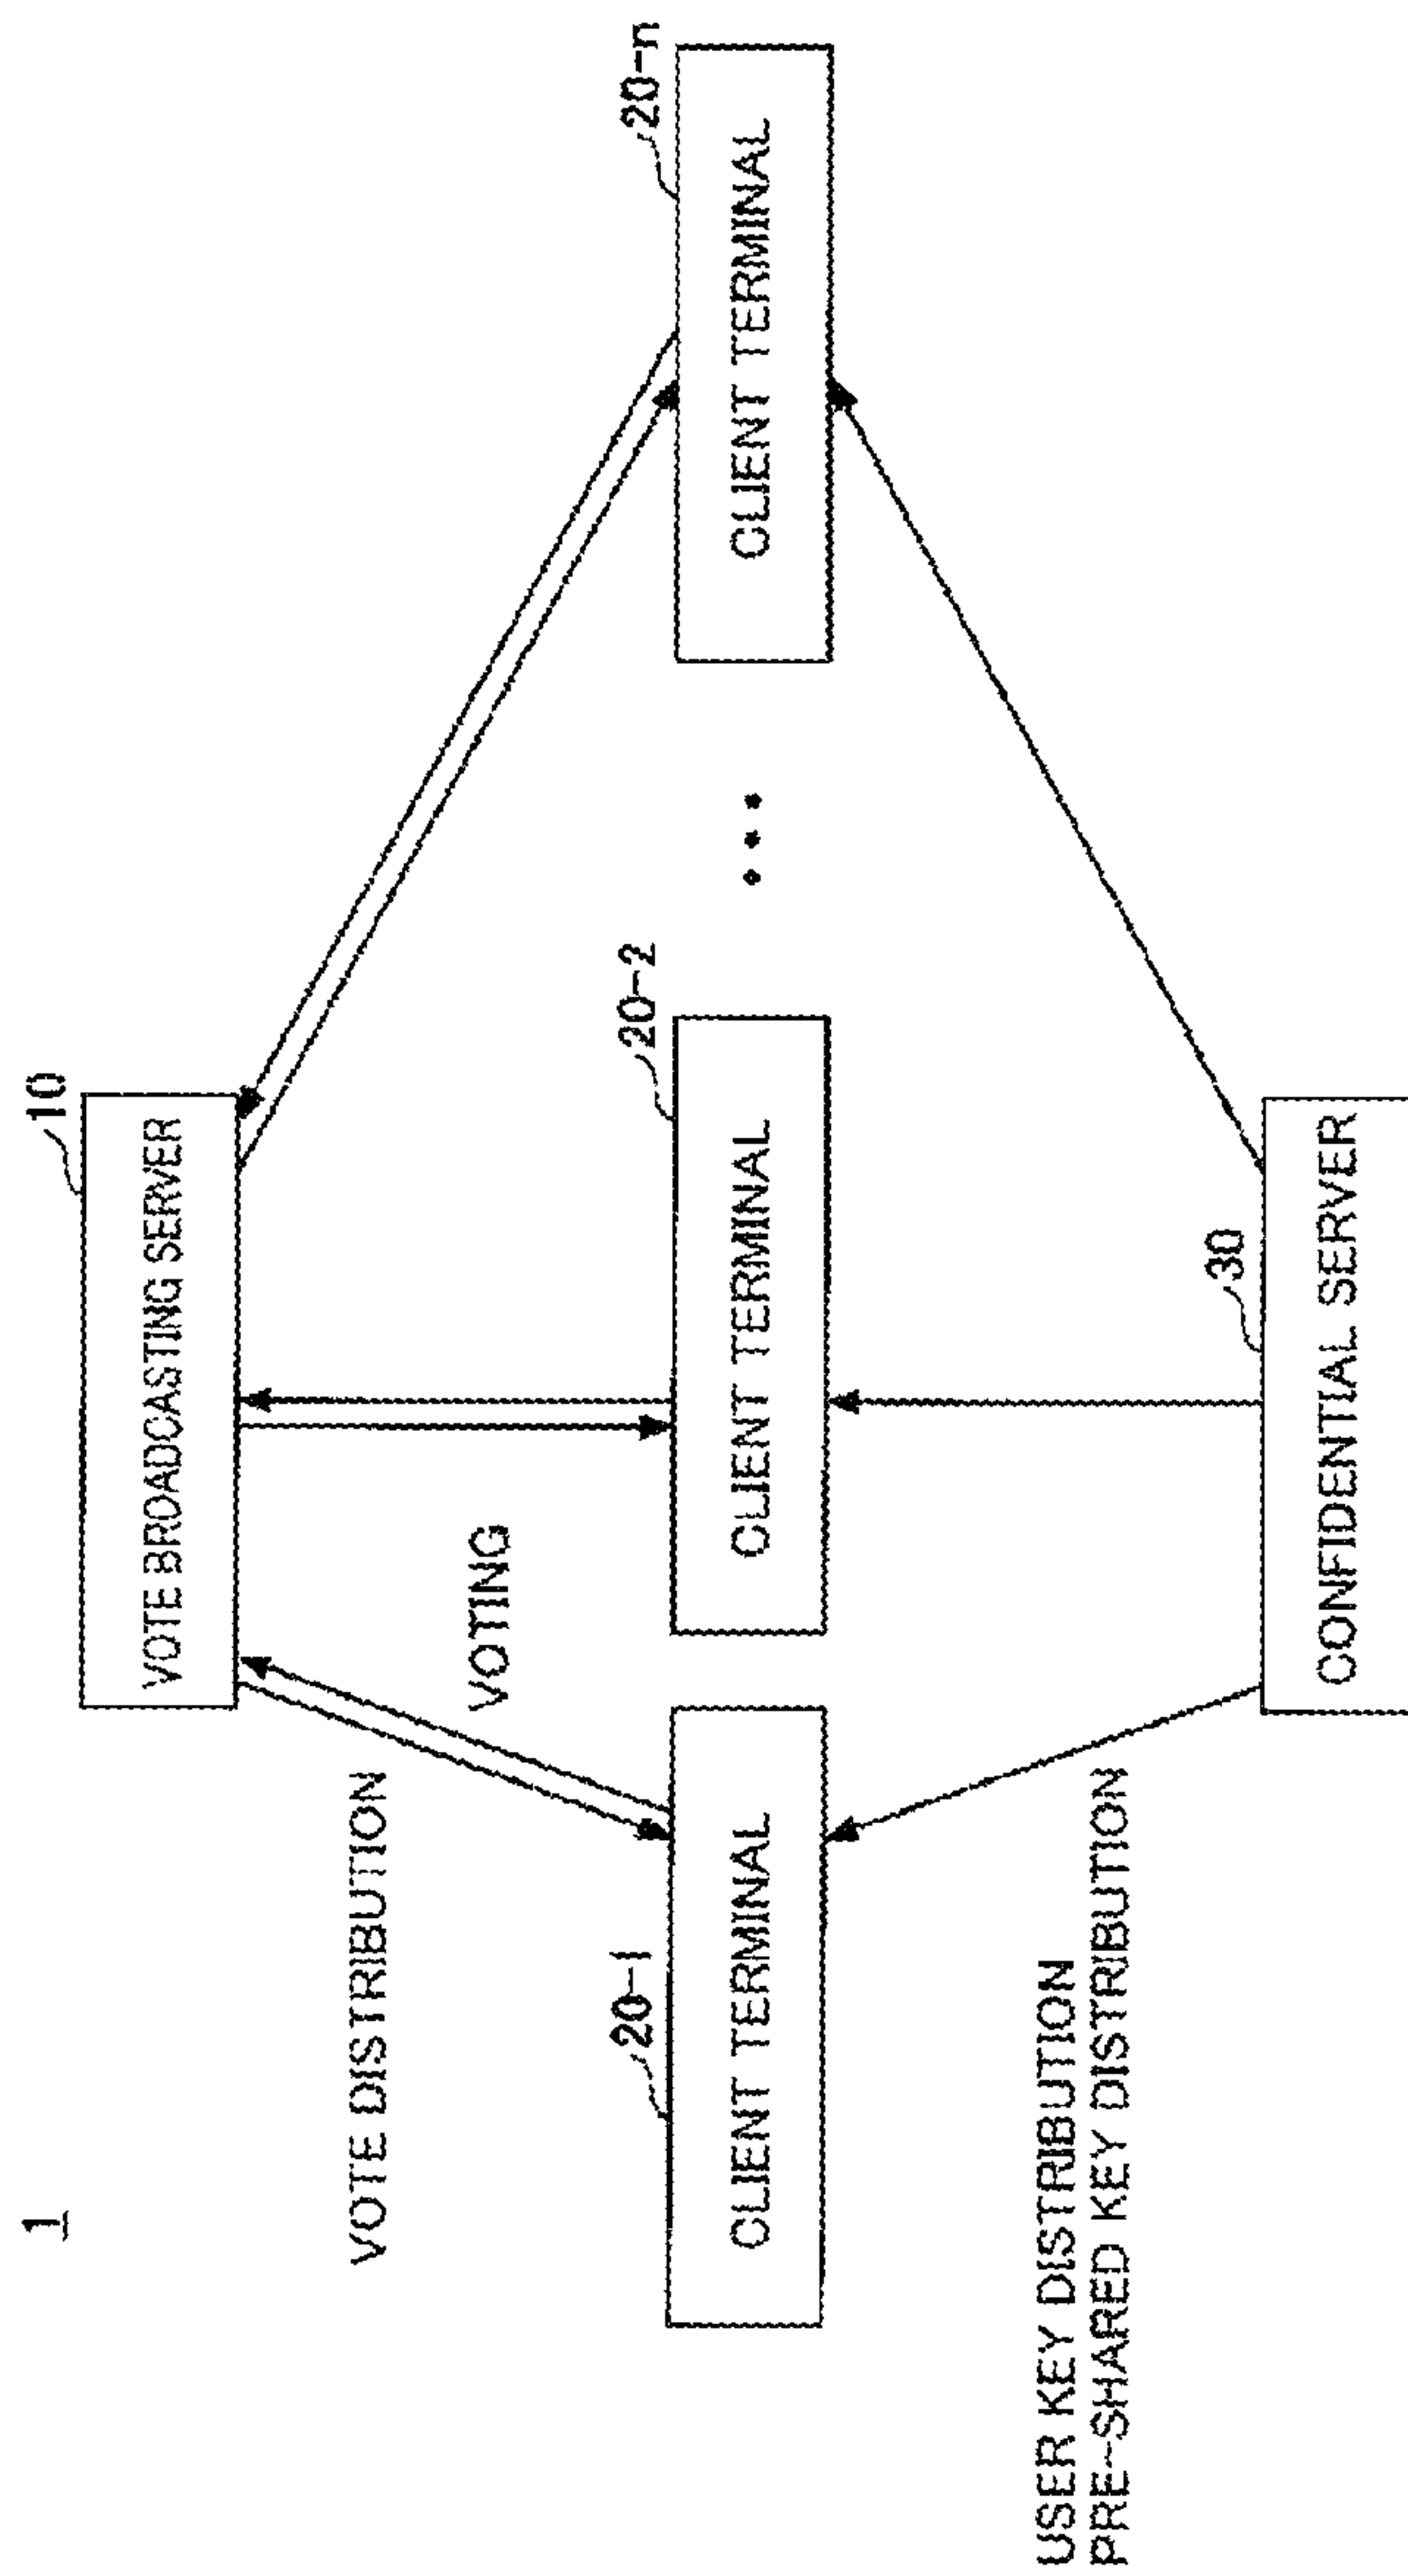 1
10
VOTE BROADCASTING SERVER
VOTE DISTRIBUTION
VOTING
20-1
CLIENT TERMINAL
20-2
CLIENT TERMINAL
...
20-n
CLIENT TERMINAL
USER KEY DISTRIBUTION
PRE-SHARED KEY DISTRIBUTION
30
CONFIDENTIAL SERVER